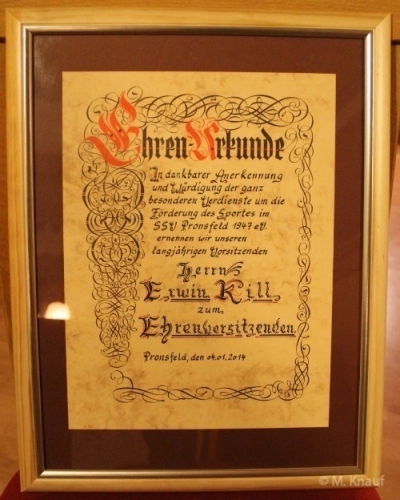 Ehren-Urkunde
In dankbarer Anerkennung
und Würdigung der ganz
besonderen Verdienste um die
Förderung des Sportes im
SSV Pronsfeld 1947 e.V.
ernennen wir unseren
langjährigen Vorsitzenden
Herrn
Erwin Kill
zum
Ehrenvorsitzenden
Pronsfeld, den 04.01.2014
© M. Knauf